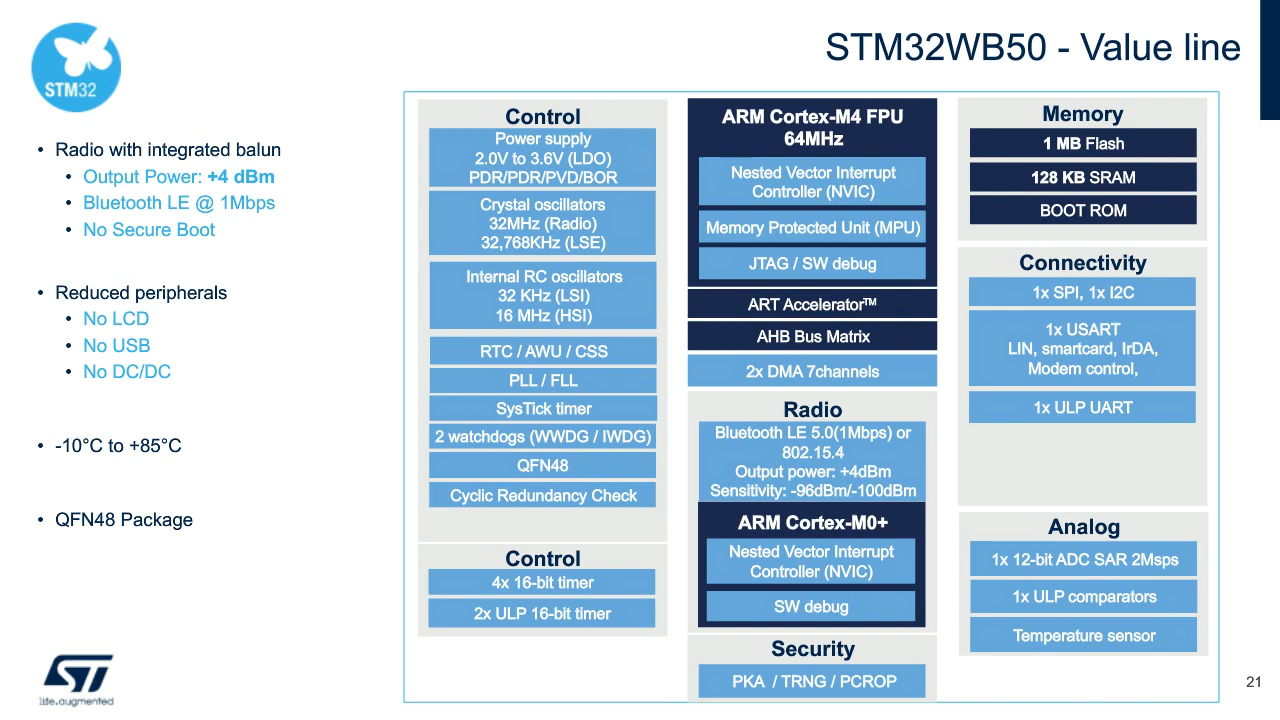 STM32WB50 - Value line
STM32
• Radio with integrated balun
• Output Power: +4 dBm
• Bluetooth LE @ 1Mbps
• No Secure Boot
• Reduced peripherals
• No LCD
• No USB
• No DC/DC
• -10°C to +85°C
• QFN48 Package
Control
Power supply
2.0V to 3.6V (LDO)
PDR/PDR/PVD/BOR
Crystal oscillators
32MHz (Radio)
32,768KHz (LSE)
Internal RC oscillators
32 KHz (LSI)
16 MHz (HSI)
RTC / AWU / CSS
PLL / FLL
SysTick timer
2 watchdogs (WWDG / IWDG)
QFN48
Cyclic Redundancy Check
Control
4x 16-bit timer
2x ULP 16-bit timer
ARM Cortex-M4 FPU
64MHz
Nested Vector Interrupt
Controller (NVIC)
Memory Protected Unit (MPU)
JTAG / SW debug
ART Accelerator™
AHB Bus Matrix
2x DMA 7channels
Radio
Bluetooth LE 5.0(1Mbps) or
802.15.4
Output power: +4dBm
Sensitivity: -96dBm/-100dBm
ARM Cortex-M0+
Nested Vector Interrupt
Controller (NVIC)
SW debug
Security
PKA / TRNG / PCROP
Memory
1 MB Flash
128 KB SRAM
BOOT ROM
Connectivity
1x SPI, 1x I2C
1x USART
LIN, smartcard, IrDA,
Modem control,
1x ULP UART
Analog
1x 12-bit ADC SAR 2Msps
1x ULP comparators
Temperature sensor
ST
life.augmented
21